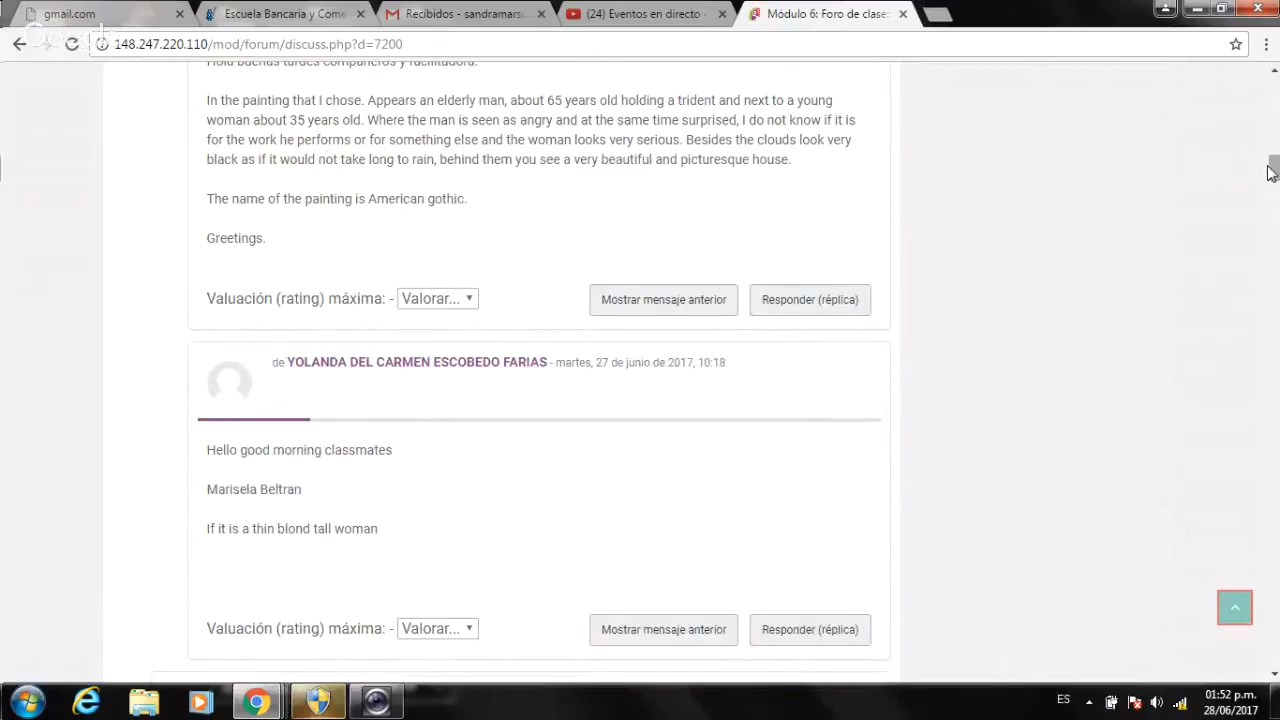 gmail.com
Escuela Bancaria y Come
Recibidos - sandramarsu
(24) Eventos en directo -
Módulo 6: Foro de clase:
148.247.220.110/mod/forum/discuss.php?d=7200
Hola buenas tardes compañeros y facilitadora.
In the painting that I chose. Appears an elderly man, about 65 years old holding a trident and next to a young
woman about 35 years old. Where the man is seen as angry and at the same time surprised, I do not know if it is
for the work he performs or for something else and the woman looks very serious. Besides the clouds look very
black as if it would not take long to rain, behind them you see a very beautiful and picturesque house.
The name of the painting is American gothic.
Greetings.
Valuación (rating) máxima: - Valorar...
Mostrar mensaje anterior
Responder (réplica)
de YOLANDA DEL CARMEN ESCOBEDO FARIAS - martes, 27 de junio de 2017, 10:18
Hello good morning classmates
Marisela Beltran
If it is a thin blond tall woman
Valuación (rating) máxima: - Valorar...
Mostrar mensaje anterior
Responder (réplica)
ES
01:52 p.m.
28/06/2017